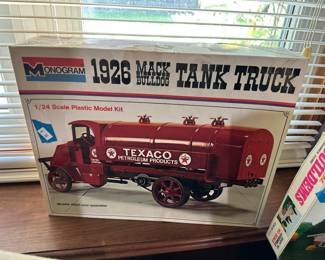 MONOGRAM
1926 MACK BULLDOG TANK TRUCK
1/24 Scale Plastic Model Kit
TEXACO
PETROLEUM PRODUCTS